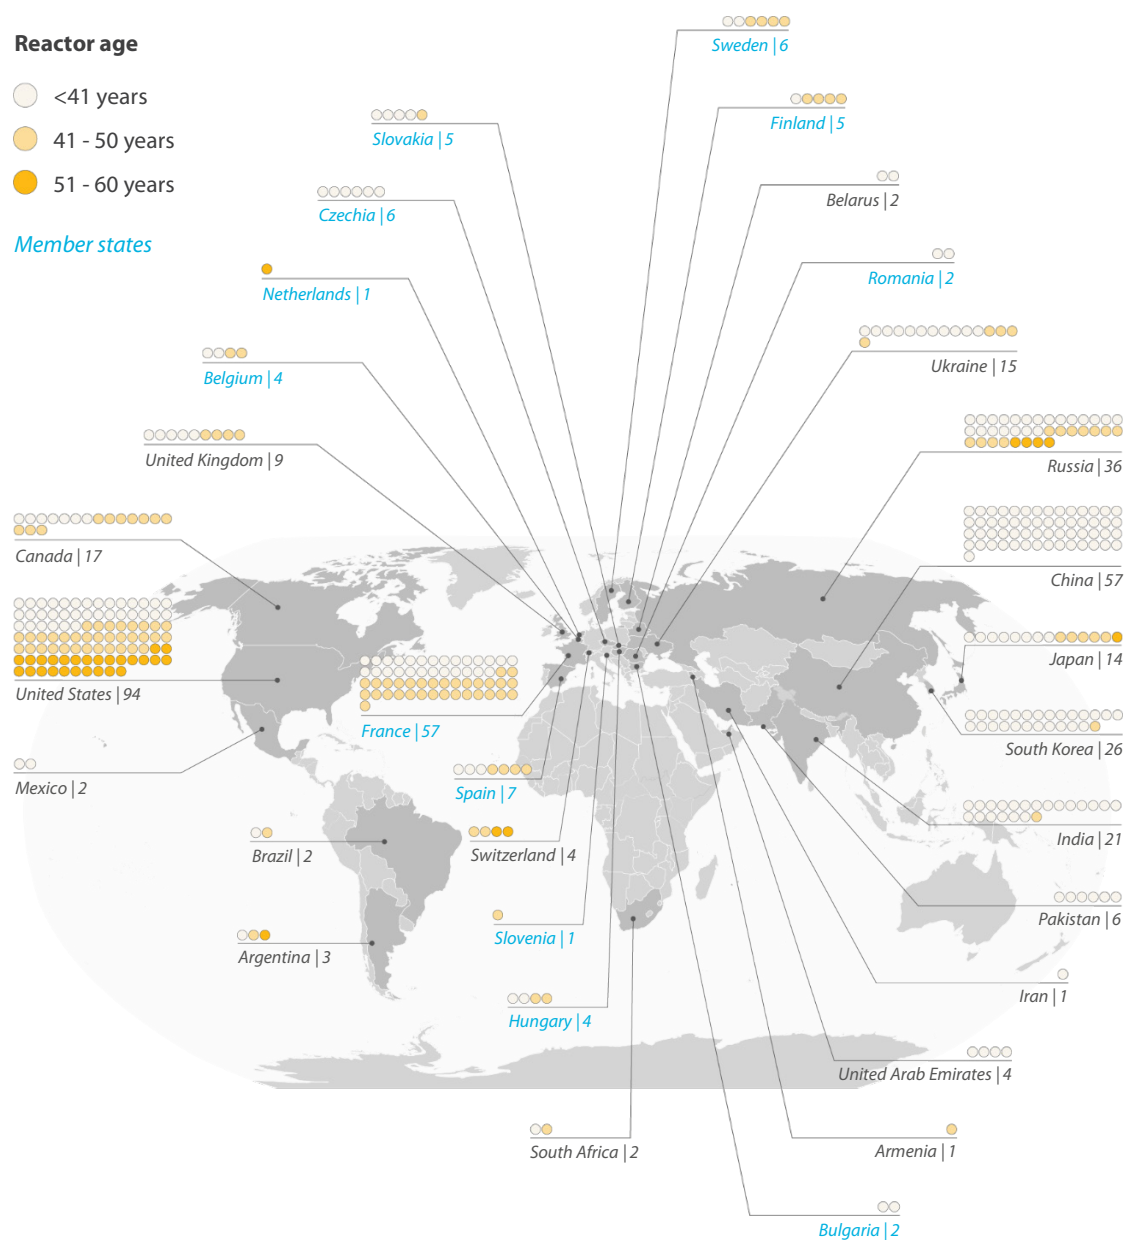 Reactor age
<41 years
41 - 50 years
51 - 60 years
Member states
Sweden | 6
Finland | 5
Slovakia | 5
Belarus | 2
Czechia | 6
Romania | 2
Netherlands | 1
Ukraine | 15
Belgium | 4
United Kingdom | 9
Russia | 36
Canada | 17
China | 57
Japan | 14
United States | 94
France | 57
South Korea | 26
Mexico | 2
Spain | 7
India | 21
Brazil | 2
Switzerland | 4
Pakistan | 6
Slovenia | 1
Argentina | 3
Iran | 1
Hungary | 4
United Arab Emirates | 4
South Africa | 2
Armenia | 1
Bulgaria | 2